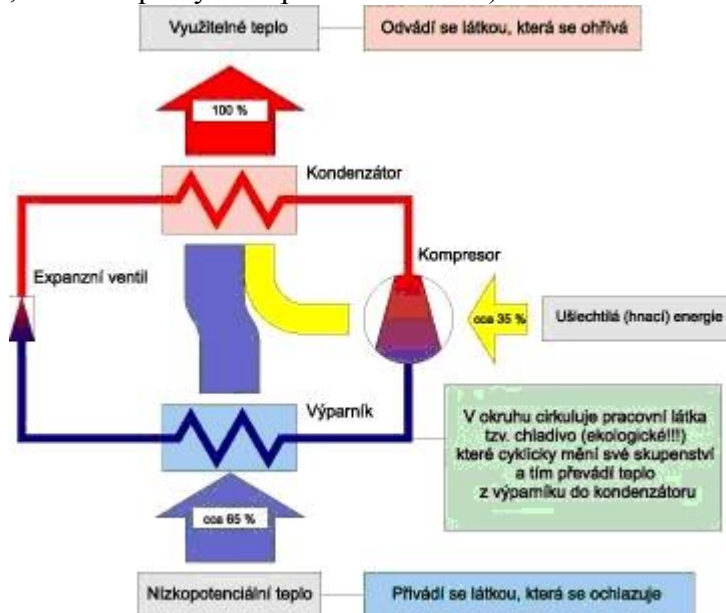 Využitelné teplo
Odvádí se látkou, která se ohřívá
100 %
Kondenzátor
Kompresor
Expanzní ventil
cca 35 %
Ušlechtilá (hnací) energie
Výparník
V okruhu cirkuluje pracovní látka
tzv. chladivo (ekologické!!!)
které cyklicky mění své skupenství
a tím převádí teplo
z výparníku do kondenzátoru
cca 65 %
Nízkopotenciální teplo
Přivádí se látkou, která se ochlazuje